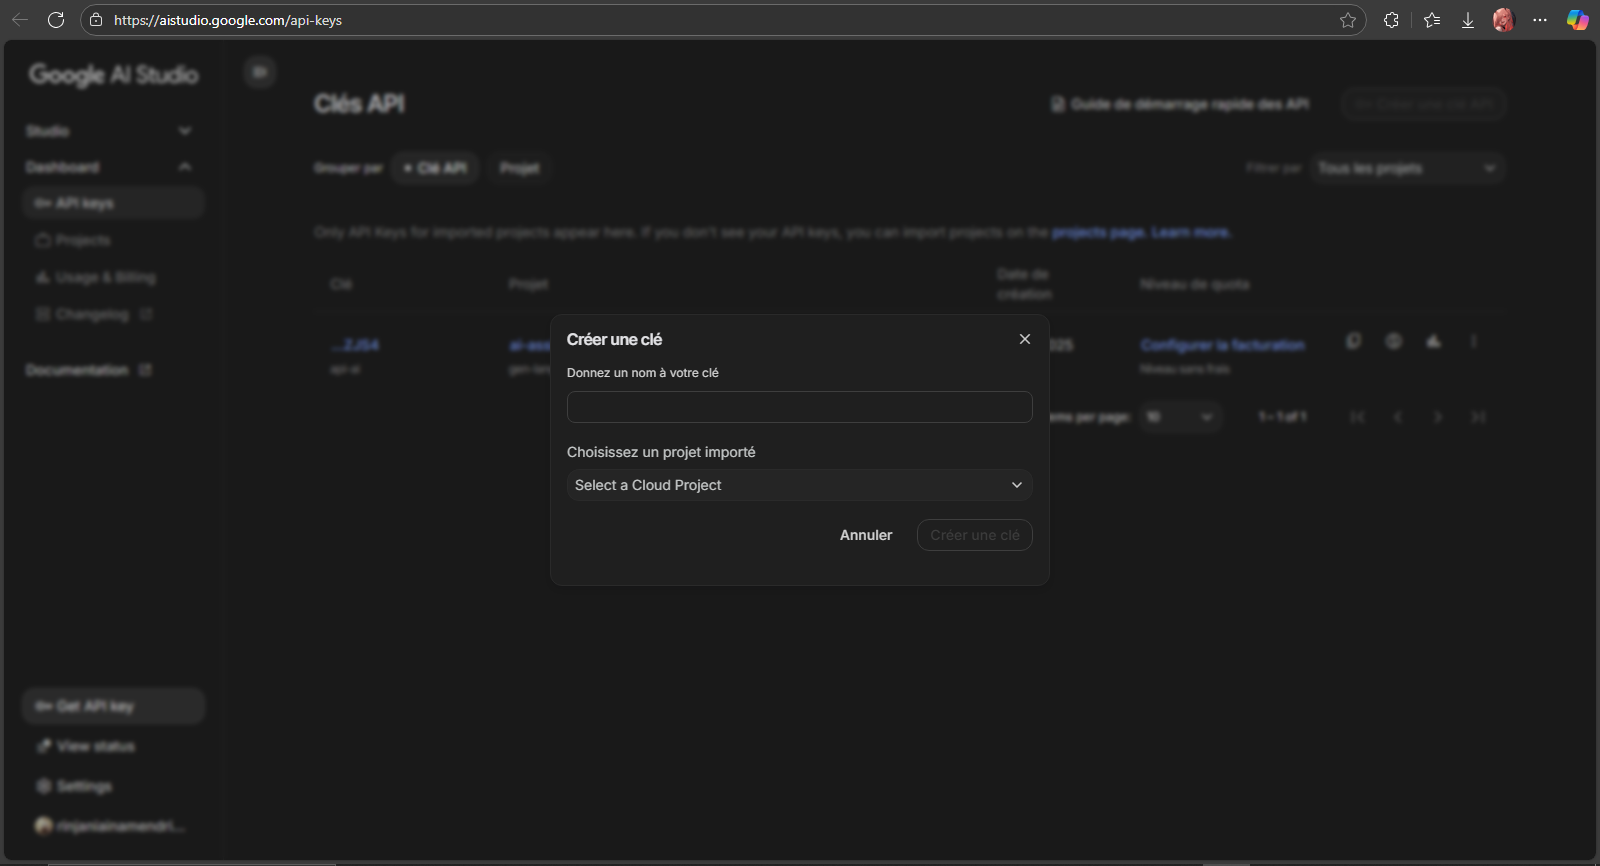 https://aistudio.google.com/api-keys
Google AI Studio
Studio
Dashboard
API keys
Projects
Usage & Billing
Changelog
Documentation
Get API key
View status
Settings
Clés API
Guide de démarrage rapide des API
Créer une clé API
Grouper par
Clé API
Projet
Filtrer par
Tous les projets
Only API Keys for imported projects appear here. If you don't see your API keys, you can import projects on the projects page. Learn more.
Clé
Projet
Date de
création
Niveau de quota
...ZJS4
Configurer la facturation
Niveau sans frais
per page:
10
1 – 1 of 1
Créer une clé
Donnez un nom à votre clé
Choisissez un projet importé
Select a Cloud Project
Annuler
Créer une clé